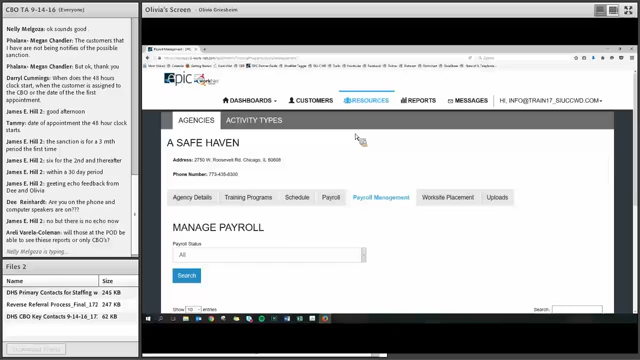 CBO TA 9-14-16 (Everyone)
Nelly Melgoza: ok sounds good .
Phalanx- Megan Chandler: The customers that
I have are not being notifies of the possible
sanction.
Phalanx- Megan Chandler: But ok, thank you
Daryl Cummings: When does the 48 hours
clock start, when the customer is assigned to
the CBO or the date of the the first
appointment.
James E. Hill 2: good afternoon
Tammy: date of appointment the 48 hour clock
starts.
James E. Hill 2: the sanction is for a 3 mth
period the first time
James E. Hill 2: six for the 2nd and thereafter
James E. Hill 2: within a 30 day period
James E. Hill 2: geeting echo feedback from
Dee and Olivia
Dee Reinhardt: Are you on the phone and
computer speakers are on???
James E. Hill 2: no but there is no echo now
Areli Varela-Coleman: will those at the POD
be able to see thiese reports or only CBO's?
Nelly Melgoza is typing...
Files 2
Name Size
DHS Primary Contacts for Staffing w 245 KB
Reverse Referral Process_Final_172 247 KB
DHS CBO Key Contacts 9-14-16_17: 62 KB
Olivia's Screen - Olivia Griesheim
epic
DASHBOARDS CUSTOMERS RESOURCES REPORTS MESSAGES HI, INFO@TRAIN17_SIUCCWD.COM
AGENCIES ACTIVITY TYPES
A SAFE HAVEN
Address: 2750 W. Roosevelt Rd, Chicago, IL 60608
Phone Number: 773-435-8300
Agency Details Training Programs Schedule Payroll Payroll Management Worksite Placement Uploads
MANAGE PAYROLL
Payroll Status
All
Search
Show 10 entries Search: